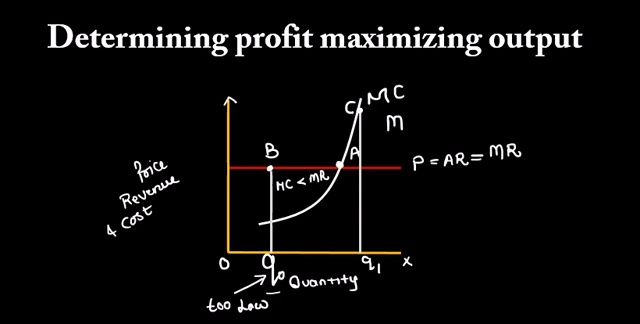 Determining profit maximizing output
C MC
M
B
A
P = AR = MR
MC < MR
Price
Revenue
& Cost
0
q1
x
Quantity
too low